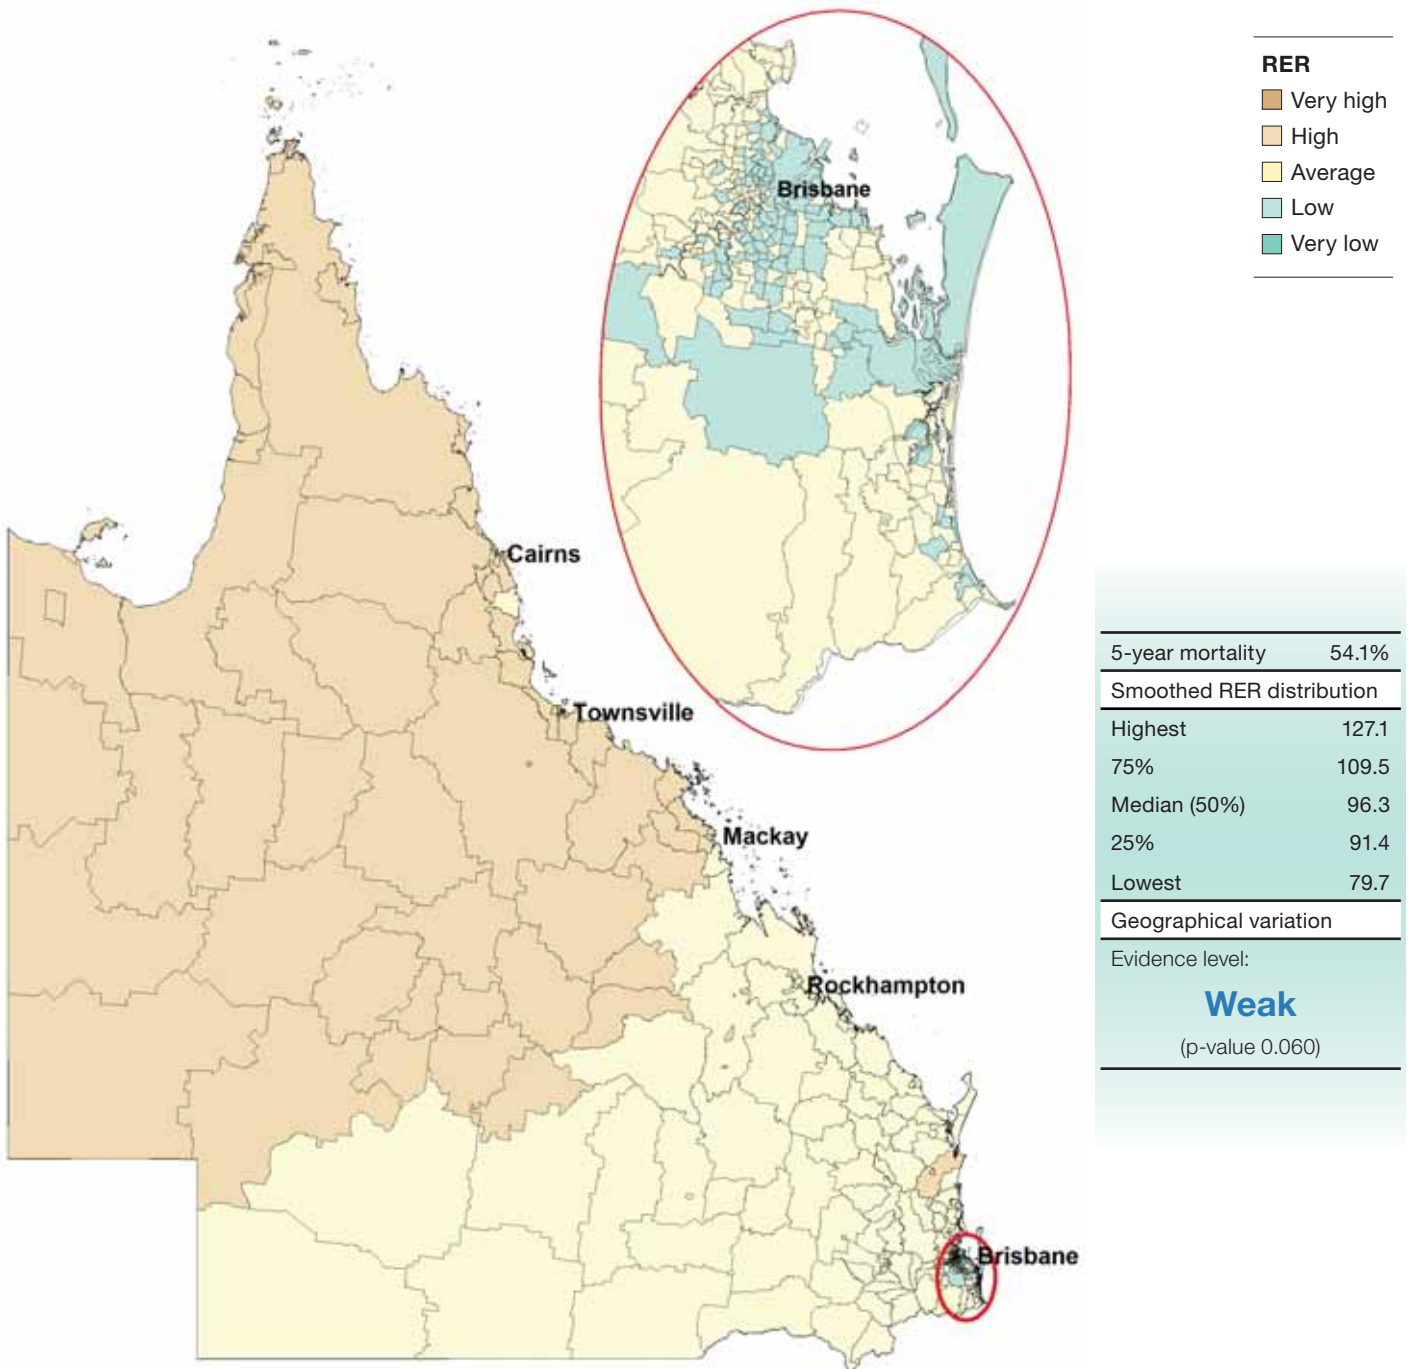 RER
Very high
High
Average
Low
Very low
Brisbane
Cairns
Townsville
Mackay
Rockhampton
Brisbane
5-year mortality 54.1%
Smoothed RER distribution
Highest 127.1
75% 109.5
Median (50%) 96.3
25% 91.4
Lowest 79.7
Geographical variation
Evidence level:
Weak
(p-value 0.060)